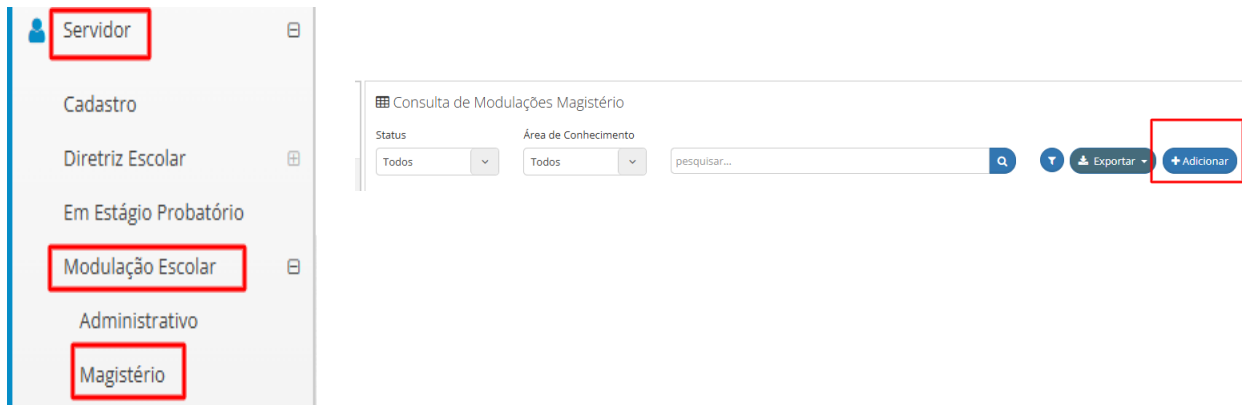 Servidor
Cadastro
Diretriz Escolar
Em Estágio Probatório
Modulação Escolar
Administrativo
Magistério
Consulta de Modulações Magistério
Status Área de Conhecimento
Todos Todos pesquisar... Exportar Adicionar